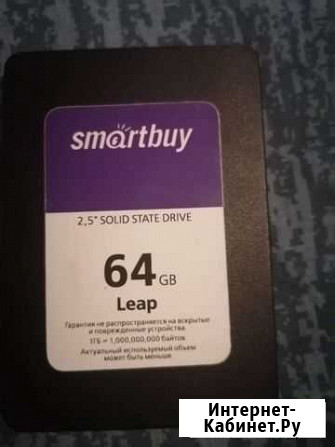 smartbuy
2,5" SOLID STATE DRIVE
64 GB
Leap
Гарантия не распространяется на вскрытые
и поврежденные устройства
1ГБ = 1,000,000,000 байтов
Актуальный используемый объем
может быть меньше
Интернет-
Кабинет.Ру